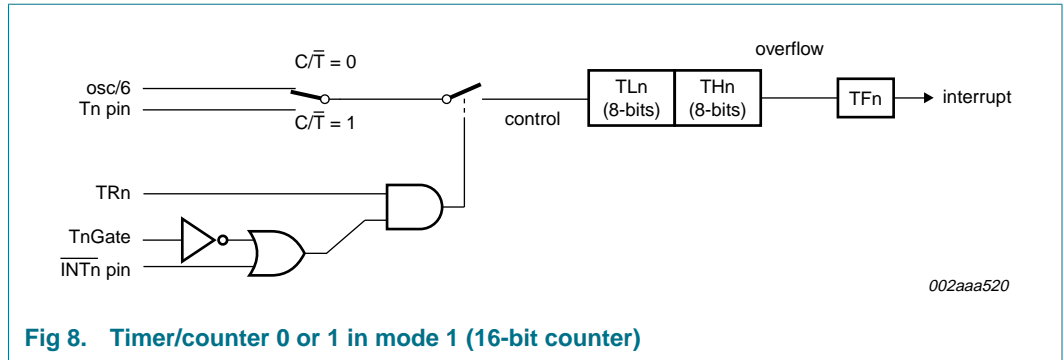 overflow
C/T̅ = 0
osc/6
Tn pin
C/T̅ = 1
control
TLn
(8-bits)
THn
(8-bits)
TFn
interrupt
TRn
TnGate
I̅N̅T̅n̅ pin
002aaa520
Fig 8. Timer/counter 0 or 1 in mode 1 (16-bit counter)